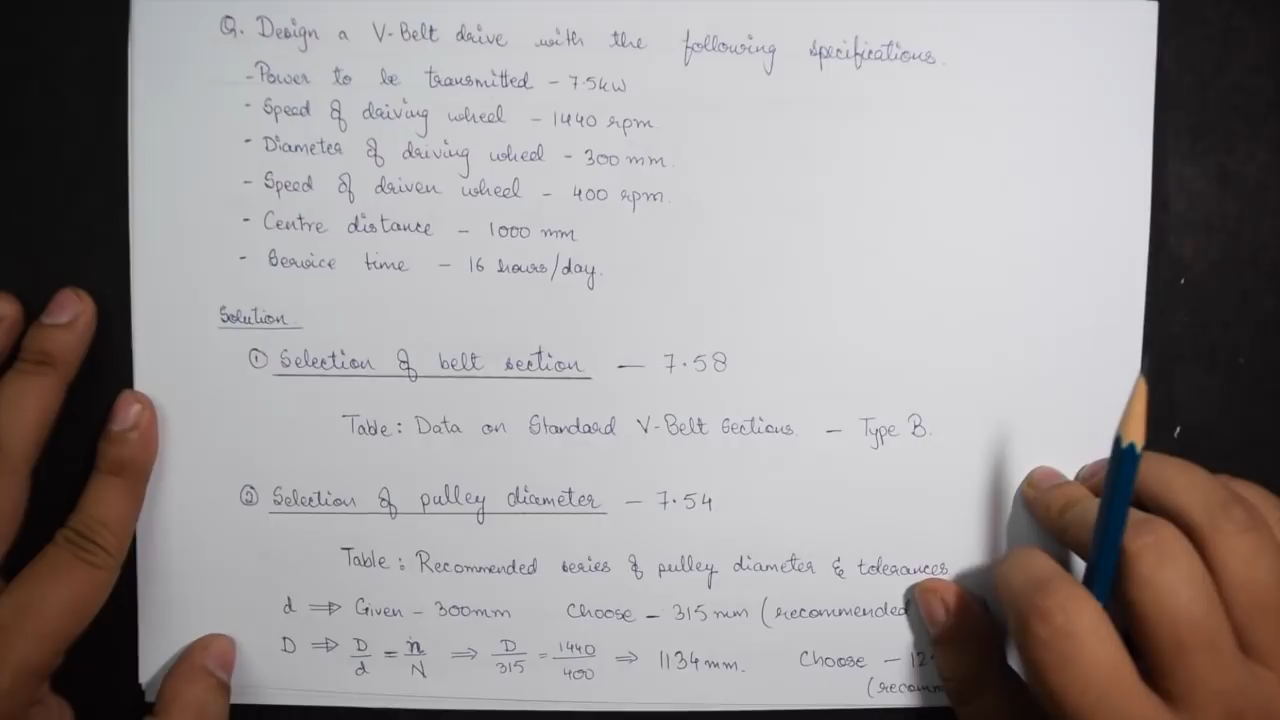 Q. Design a V-Belt drive with the following specifications.
- Power to be transmitted - 7.5kW
- Speed of driving wheel - 1440 rpm
- Diameter of driving wheel - 300 mm.
- Speed of driven wheel - 400 rpm.
- Centre distance - 1000 mm
- Service time - 16 hours/day.
Solution
① Selection of belt section — 7.58
Table: Data on Standard V-Belt Sections. - Type B.
② Selection of pulley diameter - 7.54
Table: Recommended series of pulley diameter & tolerances
d ⇒ Given - 300mm Choose - 315 mm (recommended
D ⇒ D/d = n/N ⇒ D/315 = 1440/400 ⇒ 1134mm. Choose -